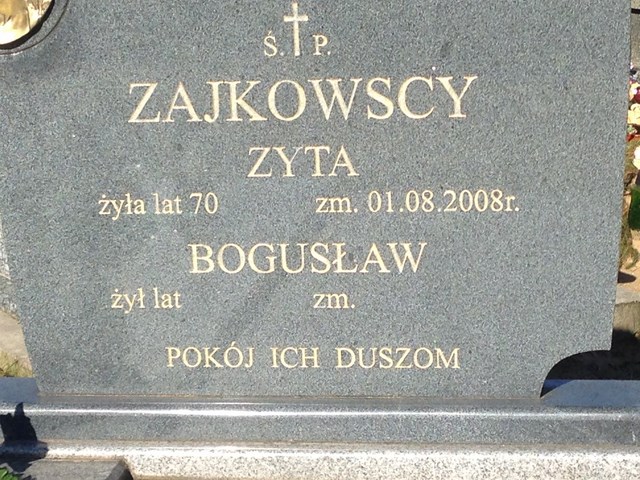 Ś. P.
ZAJKOWSCY
ZYTA
żyła lat 70 zm. 01.08.2008r.
BOGUSŁAW
żył lat zm.
POKÓJ ICH DUSZOM